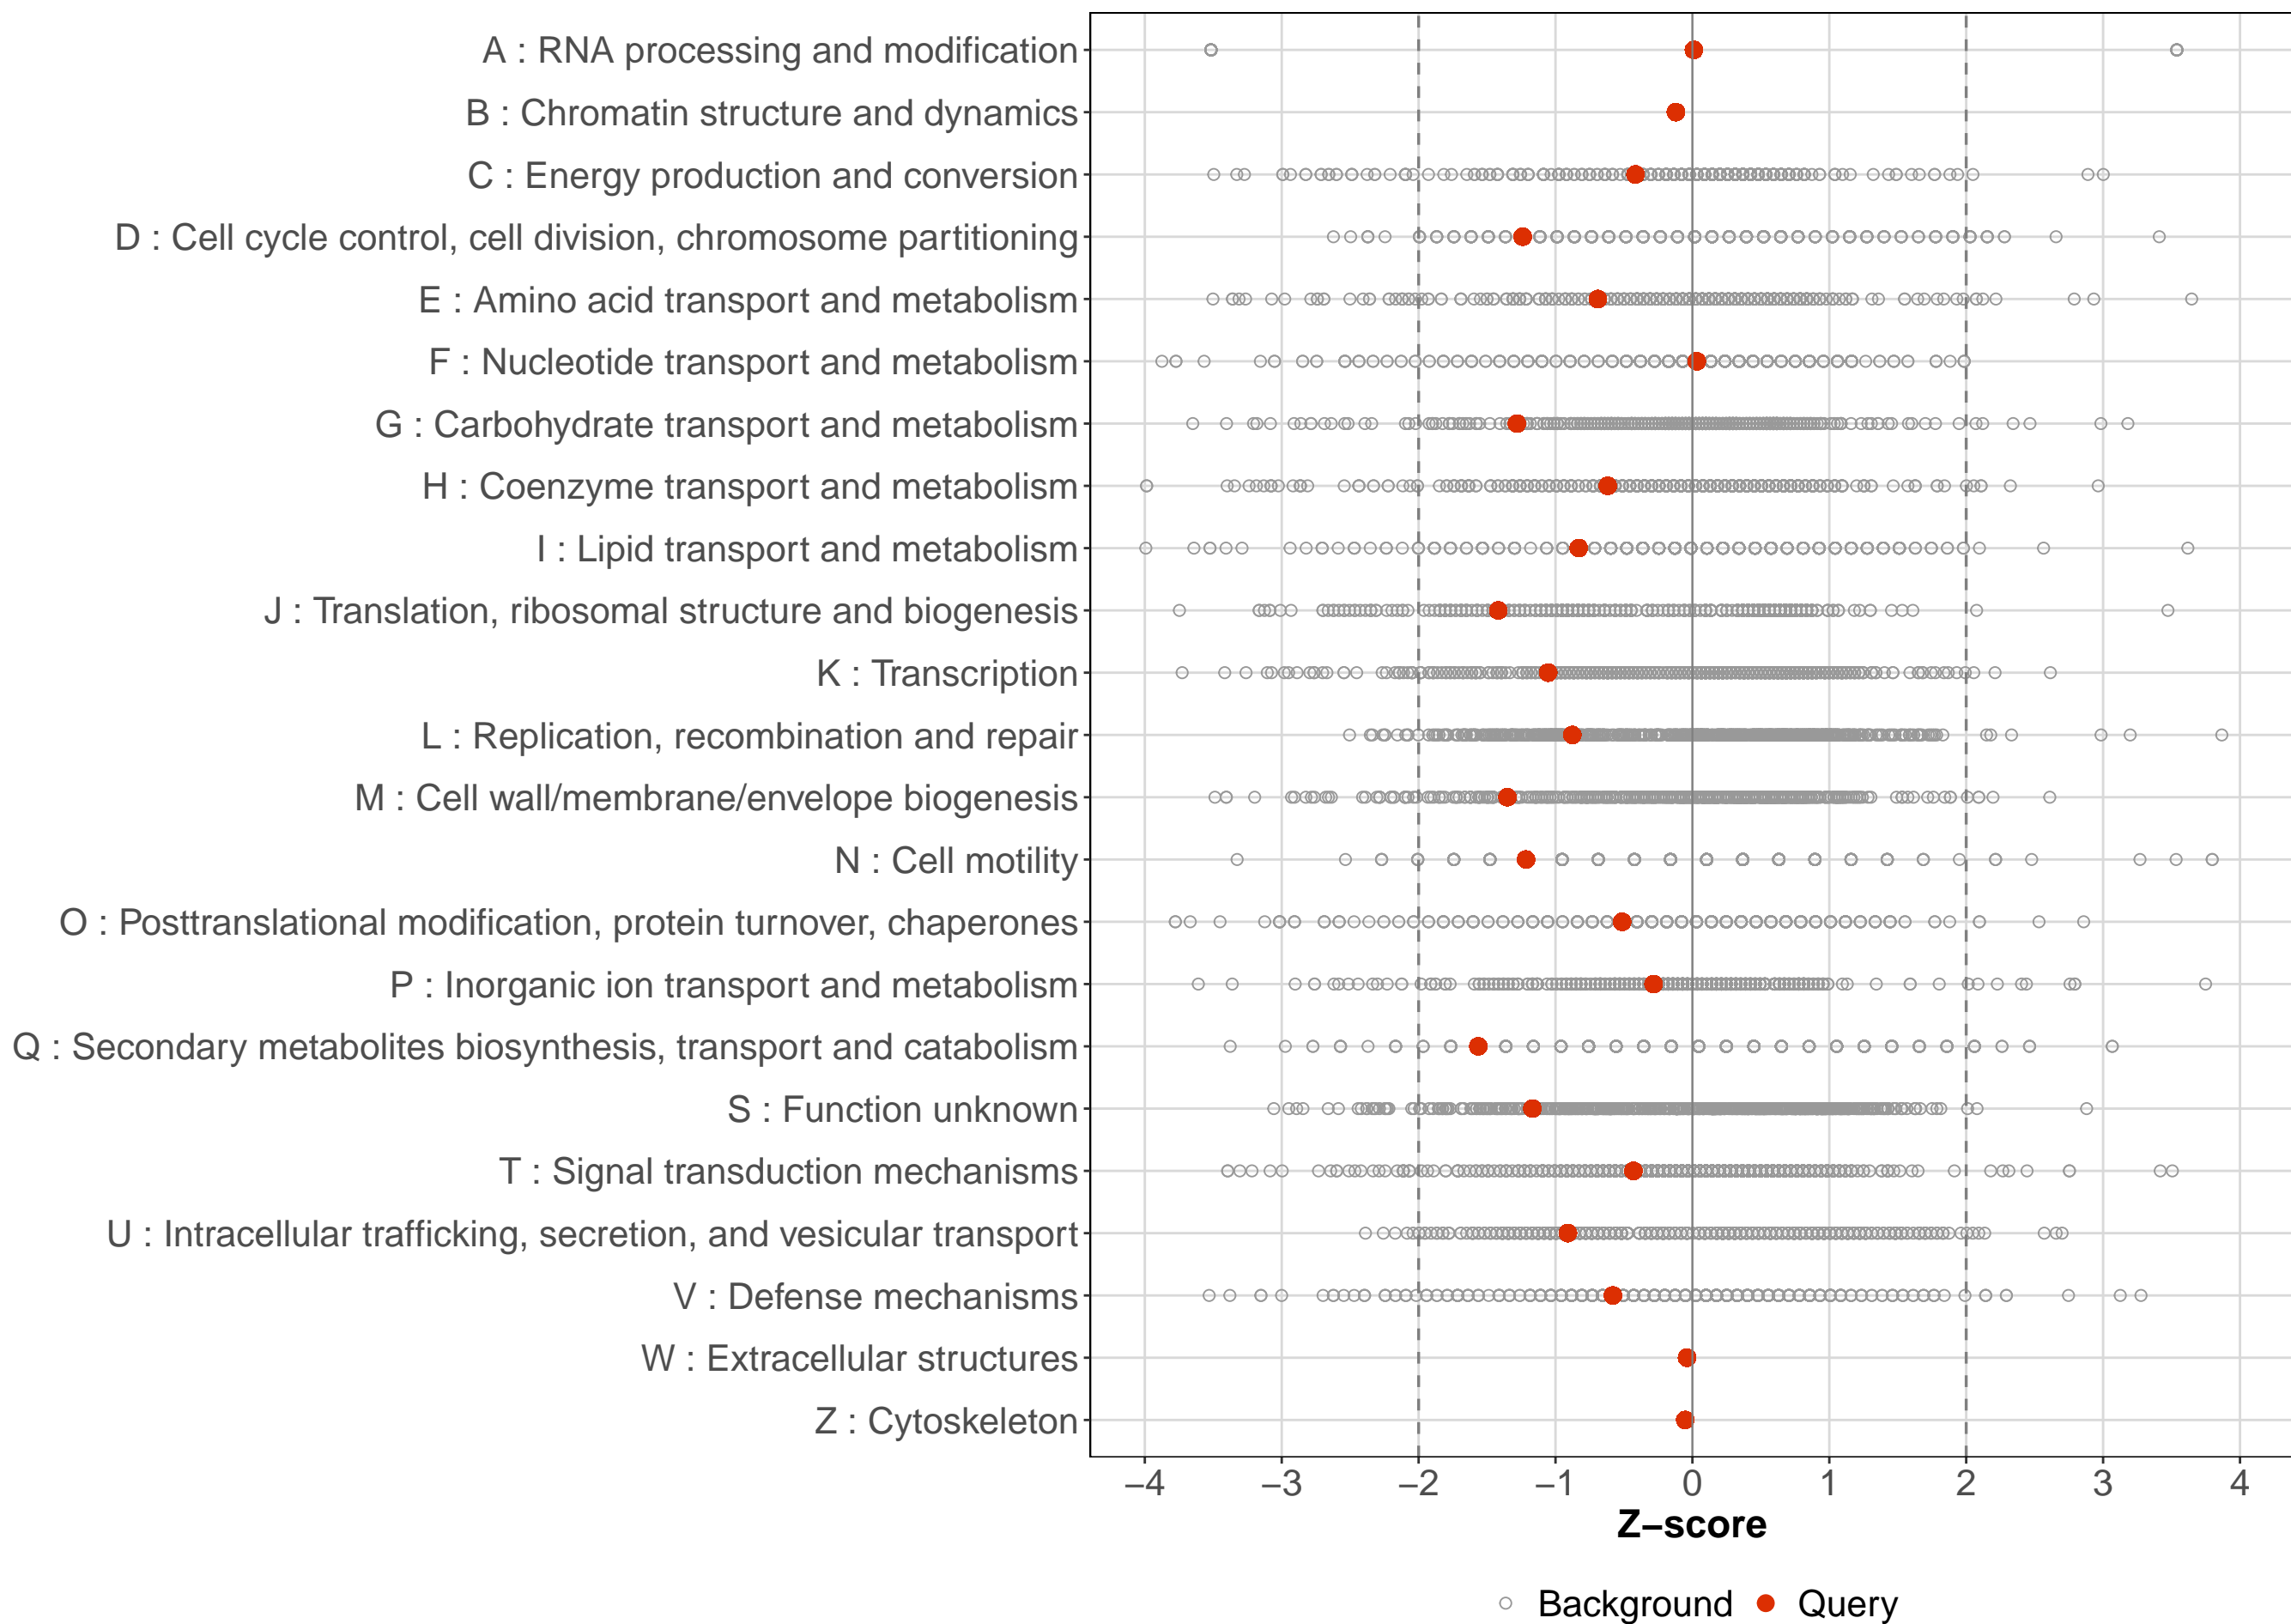 A : RNA processing and modification
B : Chromatin structure and dynamics
C : Energy production and conversion
D : Cell cycle control, cell division, chromosome partitioning
E : Amino acid transport and metabolism
F : Nucleotide transport and metabolism
G : Carbohydrate transport and metabolism
H : Coenzyme transport and metabolism
I : Lipid transport and metabolism
J : Translation, ribosomal structure and biogenesis
K : Transcription
L : Replication, recombination and repair
M : Cell wall/membrane/envelope biogenesis
N : Cell motility
O : Posttranslational modification, protein turnover, chaperones
P : Inorganic ion transport and metabolism
Q : Secondary metabolites biosynthesis, transport and catabolism
S : Function unknown
T : Signal transduction mechanisms
U : Intracellular trafficking, secretion, and vesicular transport
V : Defense mechanisms
W : Extracellular structures
Z : Cytoskeleton
−4 −3 −2 −1 0 1 2 3 4
Z−score
Background Query